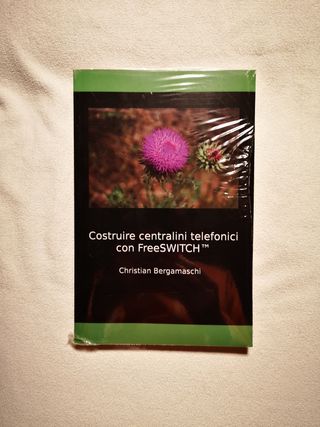 Costruire centralini telefonici
con FreeSWITCH™
Christian Bergamaschi